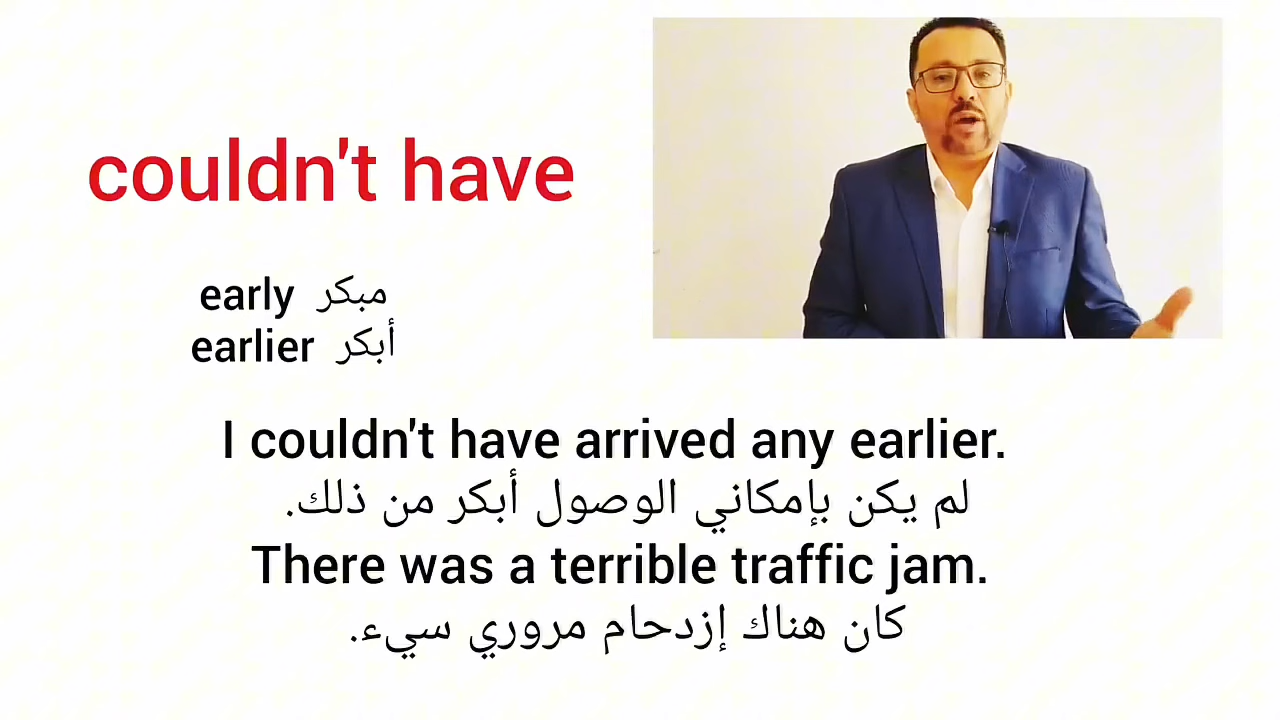 couldn't have
early مبكر
earlier أبكر
I couldn't have arrived any earlier.
لم يكن بإمكاني الوصول أبكر من ذلك.
There was a terrible traffic jam.
كان هناك إزدحام مروري سيء.